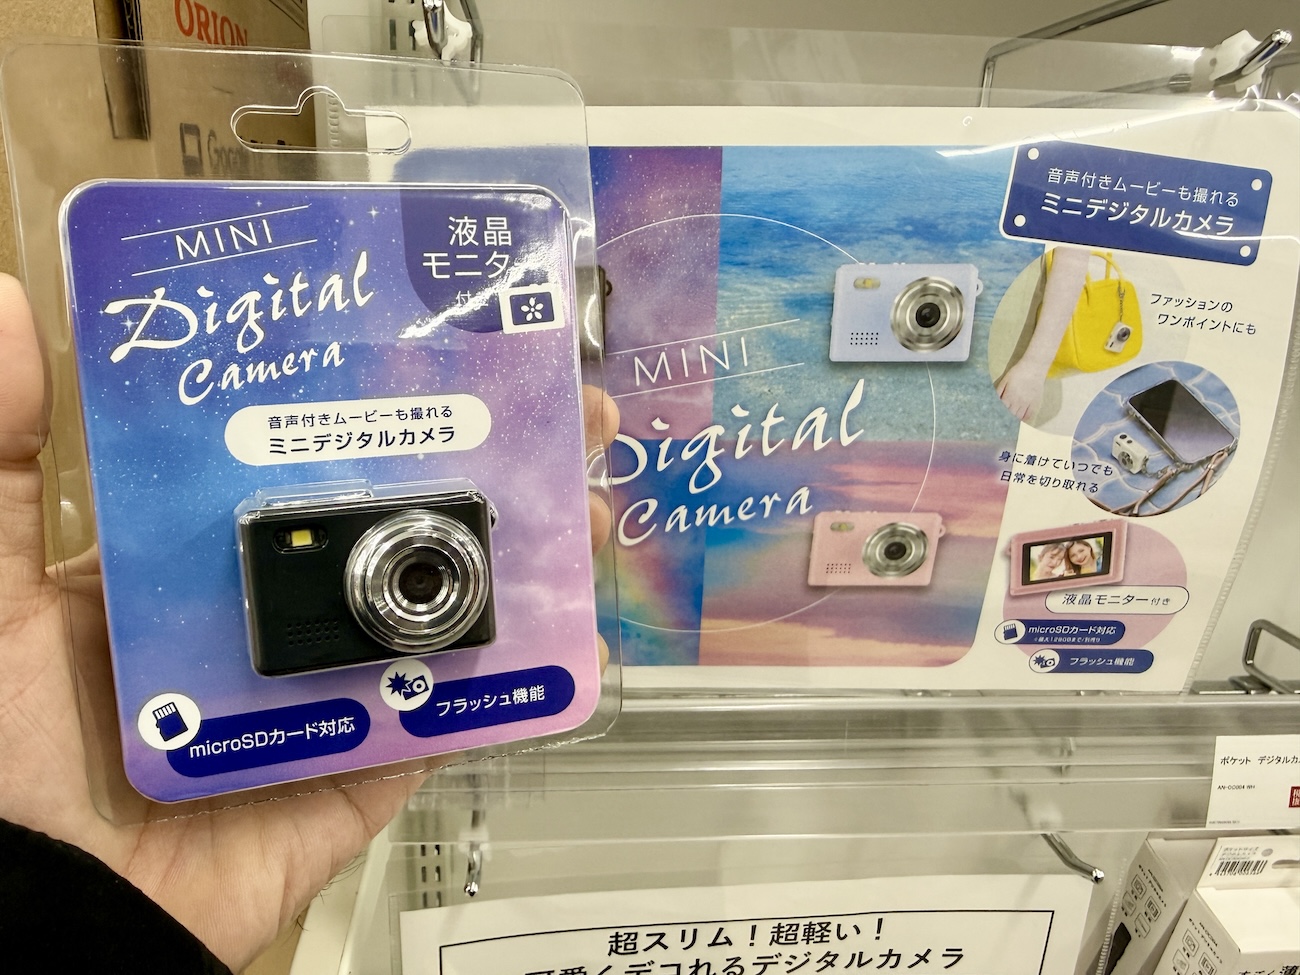 ORION
MINI
Digital
Camera
液晶
モニタ
付
音声付きムービーも撮れる
ミニデジタルカメラ
microSDカード対応
フラッシュ機能
MINI
Digital
Camera
音声付きムービーも撮れる
ミニデジタルカメラ
ファッションの
ワンポイントにも
身に着けていつでも
日常を切り取れる
液晶モニター付き
microSDカード対応
フラッシュ機能
ポケット デジタルカ
超スリム！超軽い！
可愛くデコれるデジタルカメラ